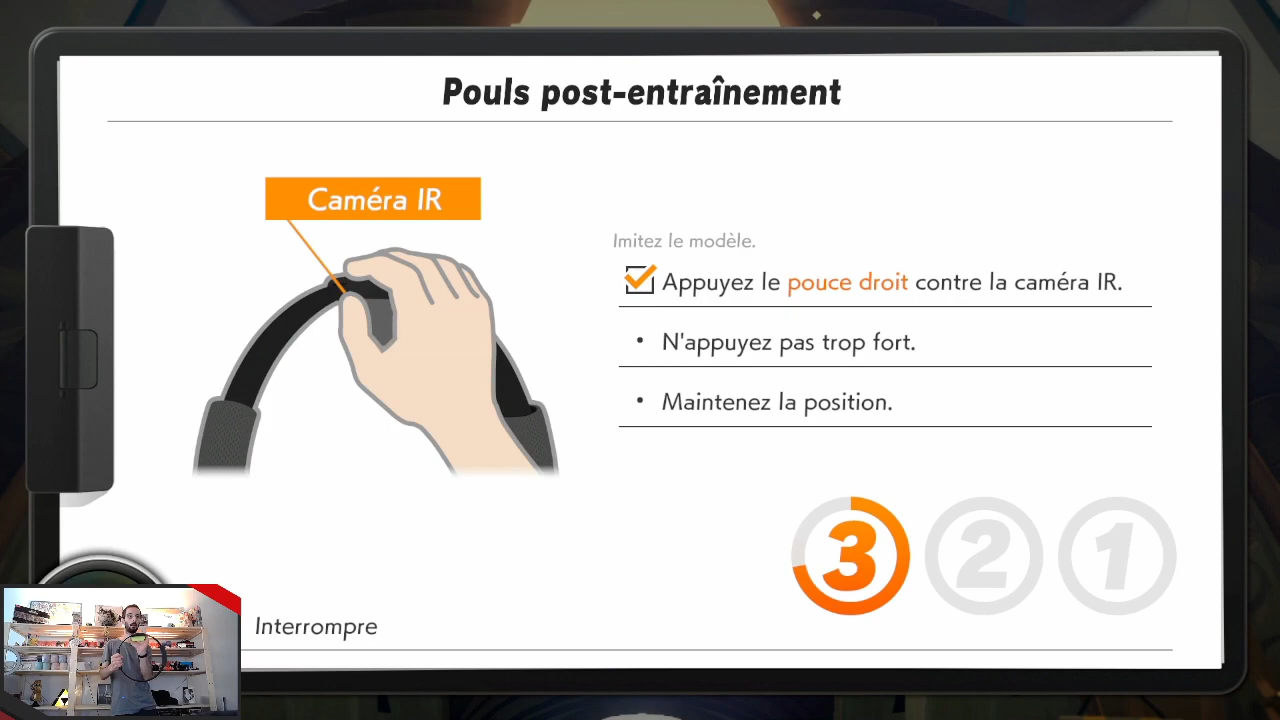 Pouls post-entraînement
Caméra IR
Imitez le modèle.
Appuyez le pouce droit contre la caméra IR.
• N'appuyez pas trop fort.
• Maintenez la position.
3 2 1
Interrompre